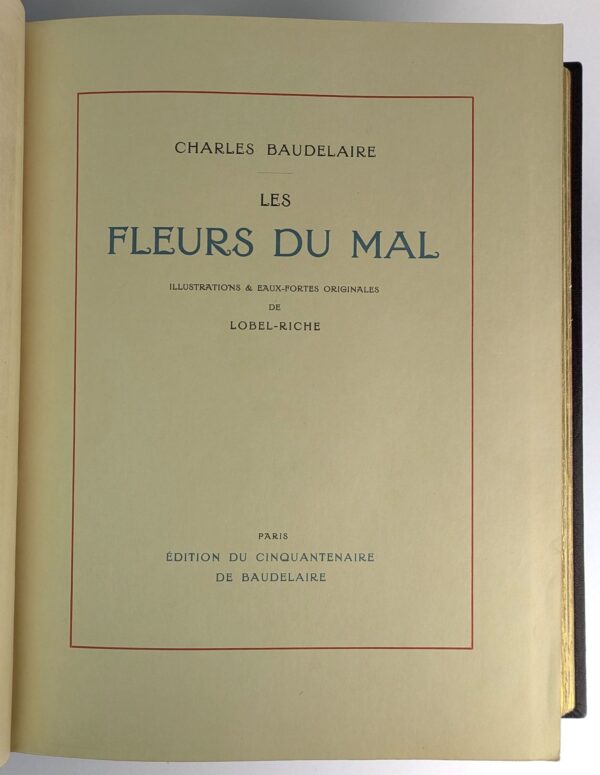 CHARLES BAUDELAIRE
LES
FLEURS DU MAL
ILLUSTRATIONS & EAUX-FORTES ORIGINALES
DE
LOBEL-RICHE
PARIS
ÉDITION DU CINQUANTENAIRE
DE BAUDELAIRE